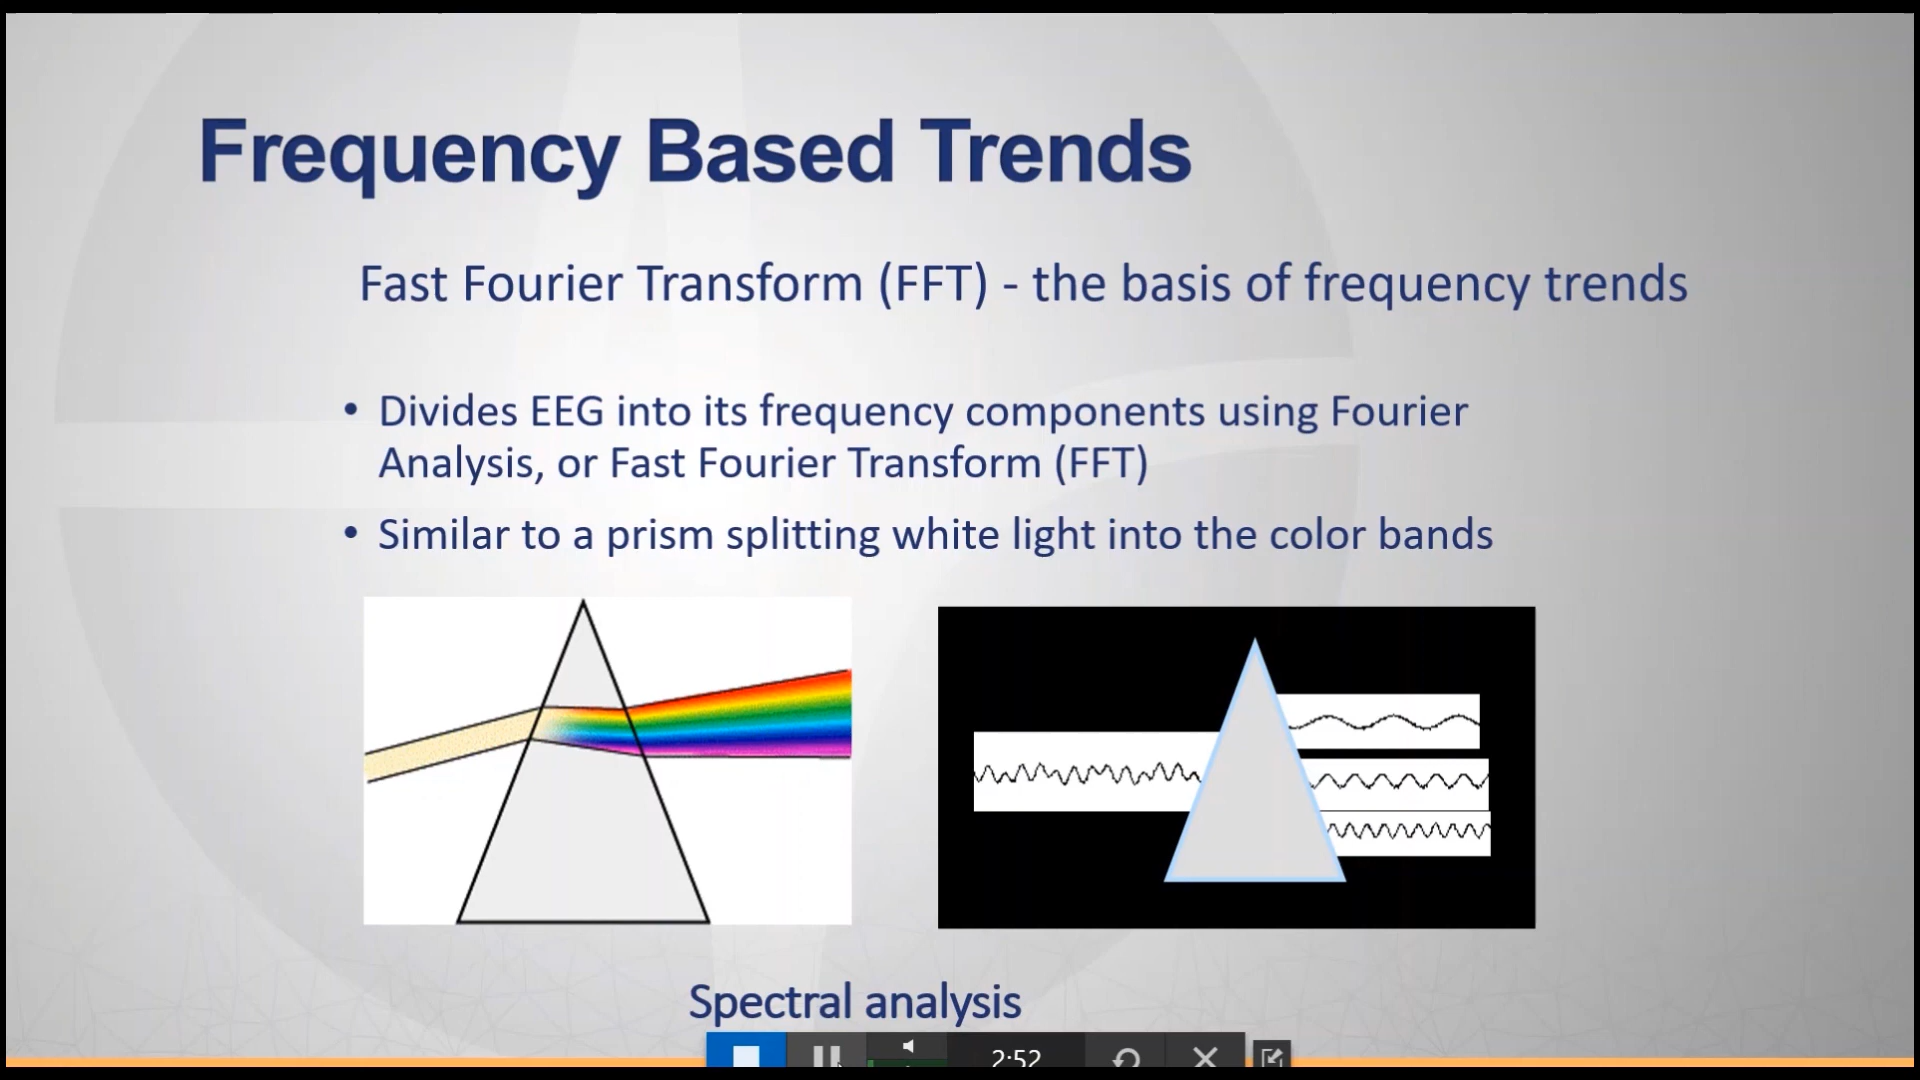 Frequency Based Trends
Fast Fourier Transform (FFT) - the basis of frequency trends
• Divides EEG into its frequency components using Fourier
Analysis, or Fast Fourier Transform (FFT)
• Similar to a prism splitting white light into the color bands
Spectral analysis
2:52